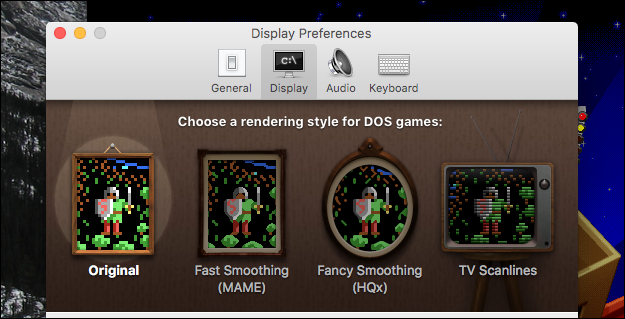 Display Preferences
C:\
General
Display
Audio
Keyboard
Choose a rendering style for DOS games:
Original
Fast Smoothing
(MAME)
Fancy Smoothing
(HQx)
TV Scanlines